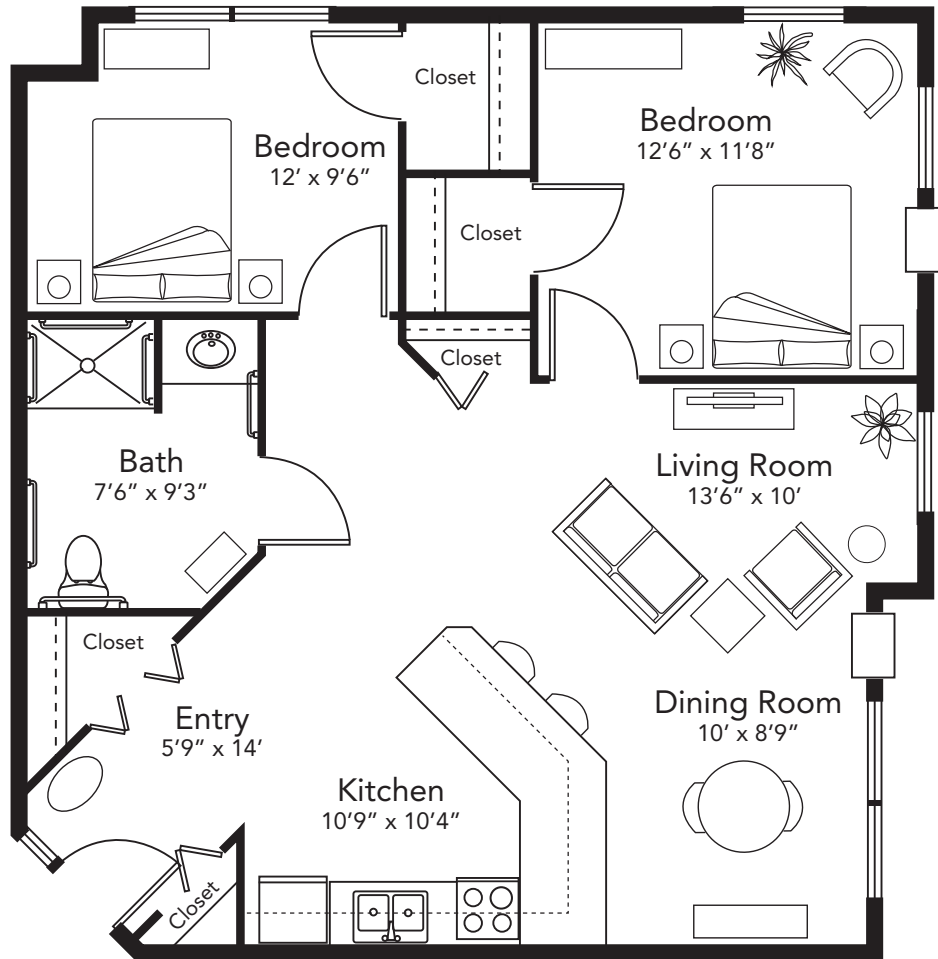 Closet
Bedroom
12’ x 9’6”
Bedroom
12’6” x 11’8”
Closet
Closet
Bath
7’6” x 9’3”
Living Room
13’6” x 10’
Closet
Entry
5’9” x 14’
Dining Room
10’ x 8’9”
Kitchen
10’9” x 10’4”
Closet